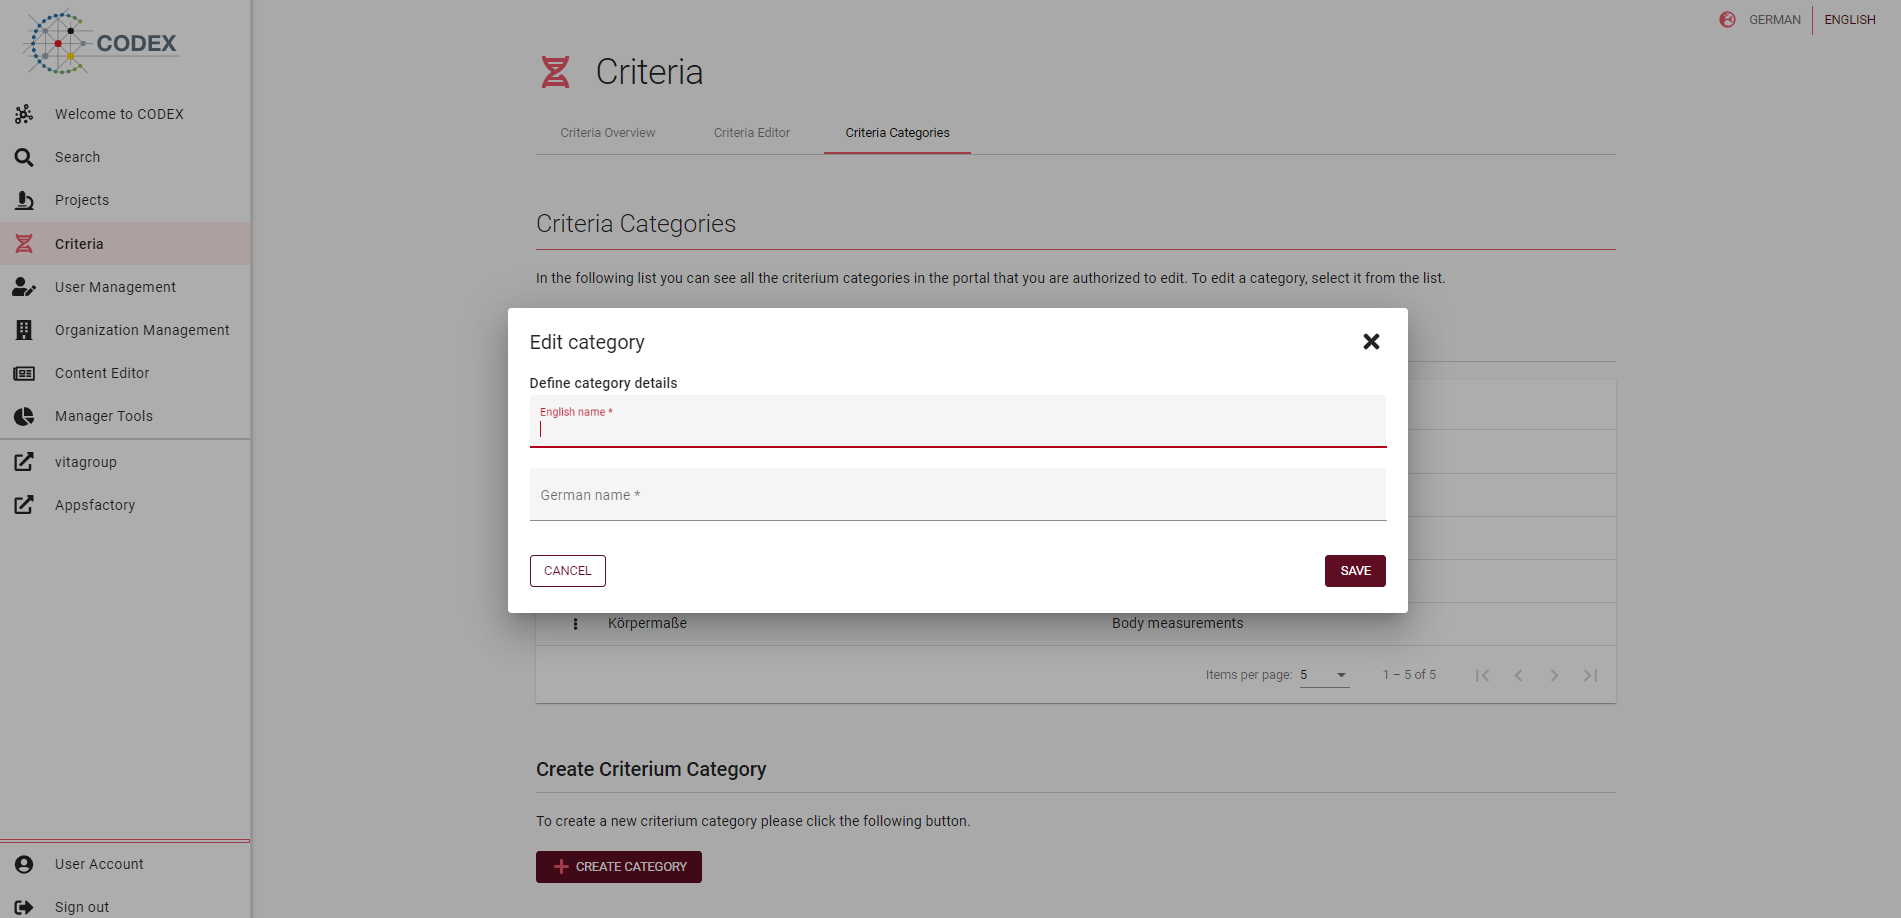 CODEX
GERMAN
ENGLISH
Welcome to CODEX
Search
Projects
Criteria
User Management
Organization Management
Content Editor
Manager Tools
vitagroup
Appsfactory
User Account
Sign out
Criteria
Criteria Overview
Criteria Editor
Criteria Categories
Criteria Categories
In the following list you can see all the criterium categories in the portal that you are authorized to edit. To edit a category, select it from the list.
Edit category
Define category details
English name *
German name *
CANCEL
SAVE
Körpermaße
Body measurements
Items per page: 5
1 – 5 of 5
Create Criterium Category
To create a new criterium category please click the following button.
CREATE CATEGORY